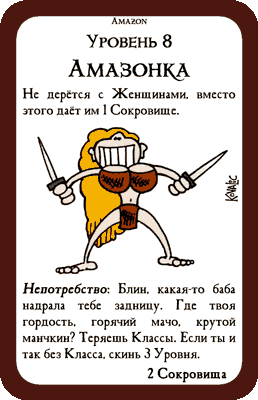 Amazon
Уровень 8
Амазонка
Не дерётся с Женщинами, вместо
этого даёт им 1 Сокровище.
Kovalic
Непотребство: Блин, какая-то баба
надрала тебе задницу. Где твоя
гордость, горячий мачо, крутой
манчкин? Теряешь Классы. Если ты и
так без Класса, скинь 3 Уровня.
2 Сокровища